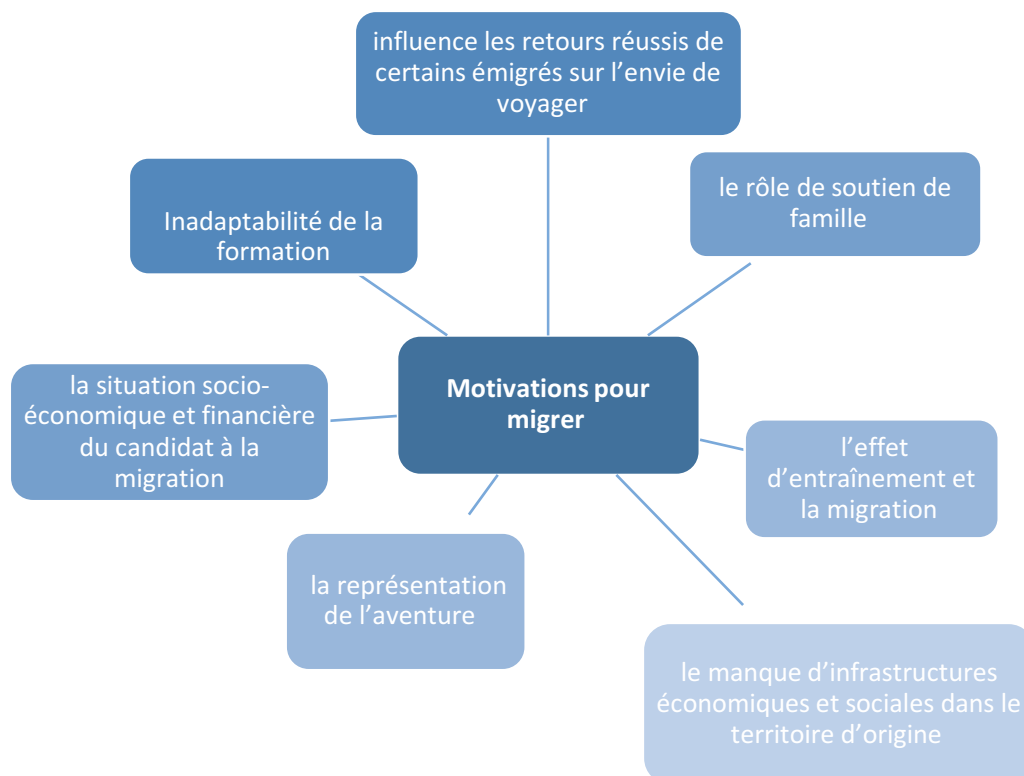 influence les retours réussis de
certains émigrés sur l’envie de
voyager
le rôle de soutien de
famille
Inadaptabilité de la
formation
Motivations pour
migrer
la situation socio-
économique et financière
du candidat à la
migration
l’effet
d’entraînement et
la migration
la représentation
de l’aventure
le manque d’infrastructures
économiques et sociales dans le
territoire d’origine